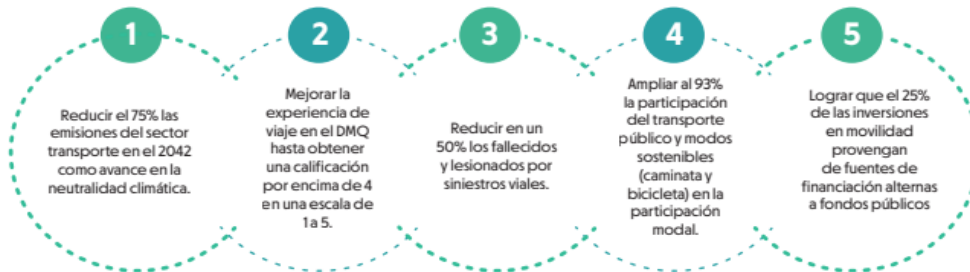 1
Reducir el 75% las
emisiones del sector
transporte en el 2042
como avance en la
neutralidad climática.
2
Mejorar la
experiencia de
viaje en el DMQ
hasta obtener
una calificación
por encima de 4
en una escala de
1 a 5.
3
Reducir en un
50% los fallecidos
y lesionados por
siniestros viales.
4
Ampliar al 93%
la participación
del transporte
público y modos
sostenibles
(caminata y
bicicleta) en la
participación
modal.
5
Lograr que el 25%
de las inversiones
en movilidad
provengan
de fuentes de
financiación alternas
a fondos públicos